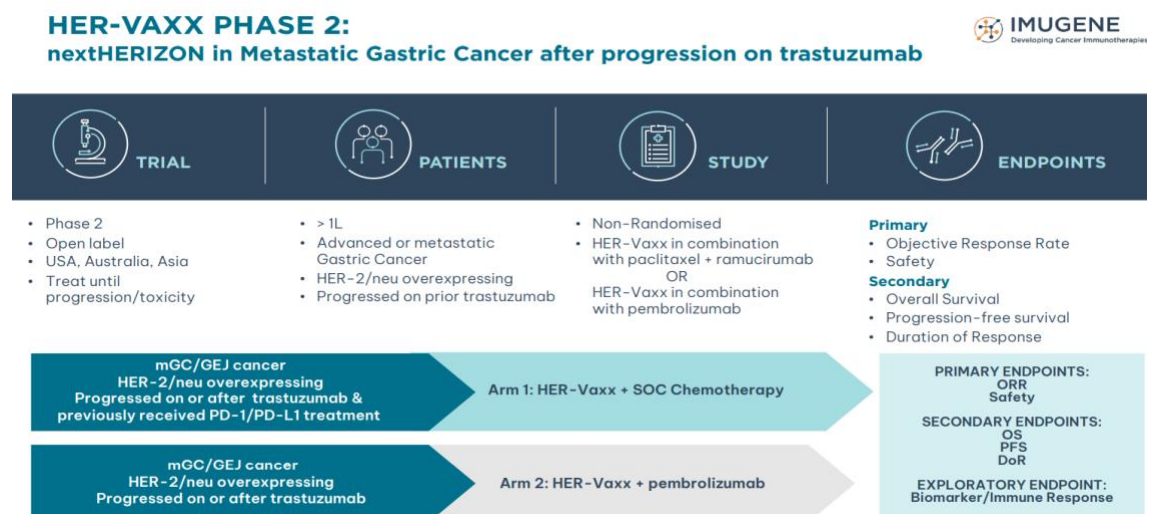 HER-VAXX PHASE 2:
nextHERIZON in Metastatic Gastric Cancer after progression on trastuzumab
IMUGENE
Developing Cancer Immunotherapies
TRIAL
PATIENTS
STUDY
ENDPOINTS
• Phase 2
• Open label
• USA, Australia, Asia
• Treat until
progression/toxicity
• > 1L
• Advanced or metastatic
Gastric Cancer
• HER-2/neu overexpressing
• Progressed on prior trastuzumab
• Non-Randomised
• HER-Vaxx in combination
with paclitaxel + ramucirumab
OR
HER-Vaxx in combination
with pembrolizumab
Primary
• Objective Response Rate
• Safety
Secondary
• Overall Survival
• Progression-free survival
• Duration of Response
mGC/GEJ cancer
HER-2/neu overexpressing
Progressed on or after trastuzumab &
previously received PD-1/PD-L1 treatment
Arm 1: HER-Vaxx + SOC Chemotherapy
mGC/GEJ cancer
HER-2/neu overexpressing
Progressed on or after trastuzumab
Arm 2: HER-Vaxx + pembrolizumab
PRIMARY ENDPOINTS:
ORR
Safety
SECONDARY ENDPOINTS:
OS
PFS
DoR
EXPLORATORY ENDPOINT:
Biomarker/Immune Response